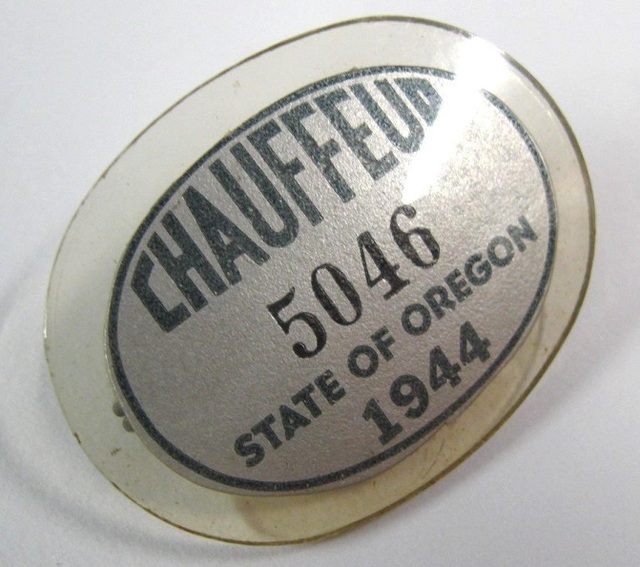 CHAUFFEUR
5046
STATE OF OREGON
1944